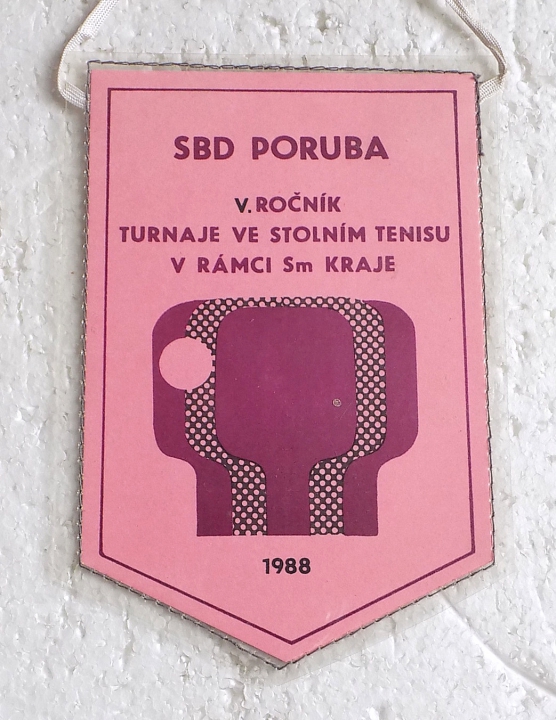 SBD PORUBA
V. ROČNÍK
TURNAJE VE STOLNÍM TENISU
V RÁMCI Sm KRAJE
1988